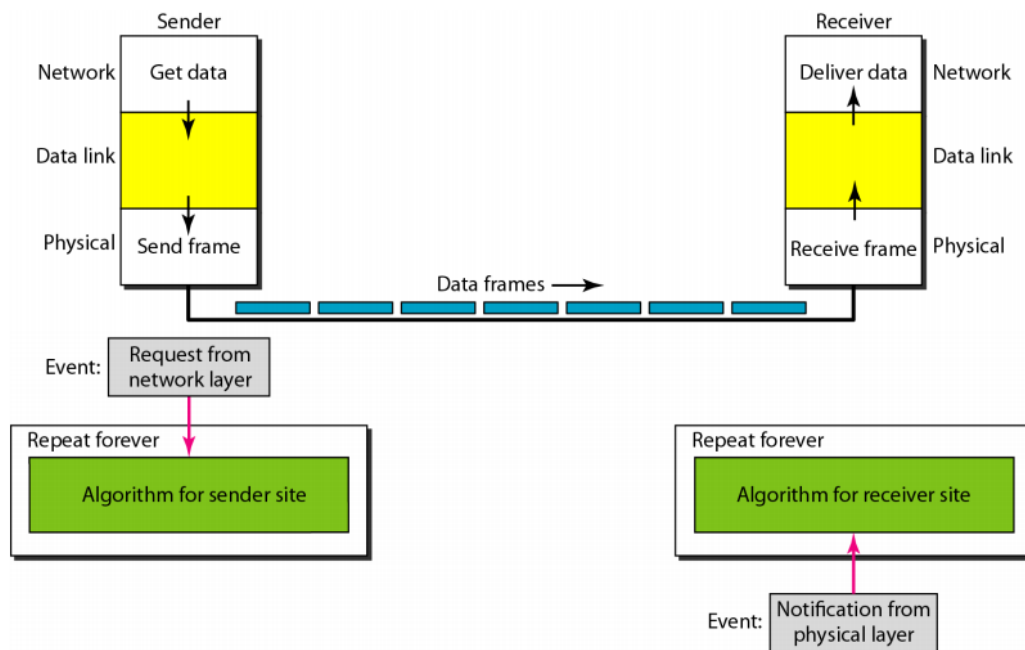 Sender
Receiver
Network
Get data
Deliver data
Network
Data link
Data link
Physical
Send frame
Receive frame
Physical
Data frames
Event:
Request from
network layer
Repeat forever
Algorithm for sender site
Repeat forever
Algorithm for receiver site
Event:
Notification from
physical layer